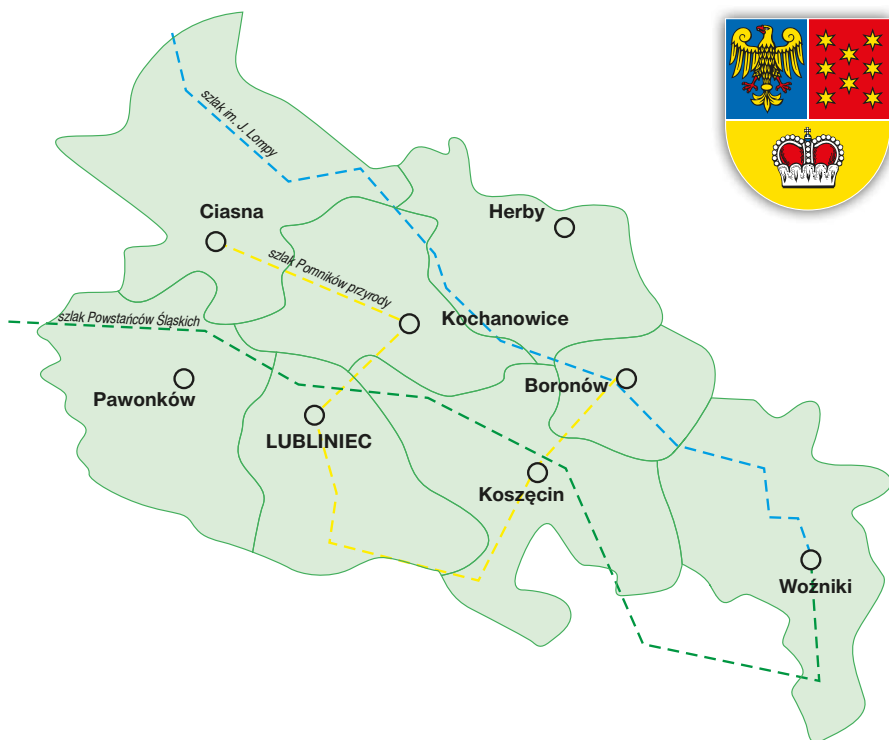 szlak im. J. Lompy
Herby
Ciasna
szlak Pomników przyrody
szlak Powstańców Śląskich
Kochanowice
Pawonków
Boronów
LUBLINIEC
Koszęcin
Woźniki